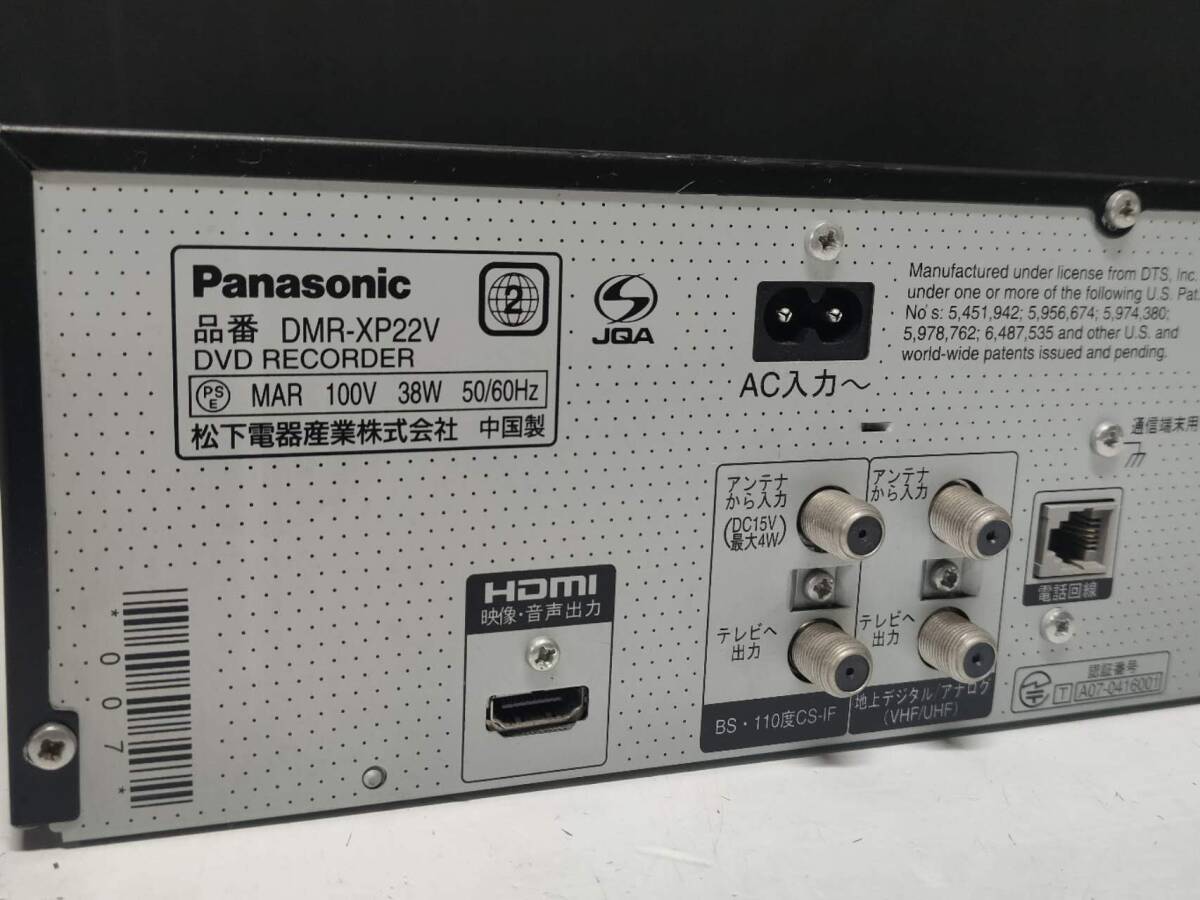 Panasonic
2
品番 DMR-XP22V
DVD RECORDER
PS
E
MAR 100V 38W 50/60Hz
松下電器産業株式会社 中国製
JQA
AC入力～
Manufactured under license from DTS, Inc.
under one or more of the following U.S. Pat.
No's: 5,451,942; 5,956,674; 5,974,380;
5,978,762; 6,487,535 and other U.S. and
world-wide patents issued and pending.
通信端末用
アンテナ
から入力
(DC15V
最大4W)
アンテナ
から入力
テレビへ
出力
テレビへ
出力
BS・110度CS-IF
地上デジタル/アナログ
(VHF/UHF)
電話回線
認証番号
T A07-0416001
HDMI
映像・音声出力
*007*